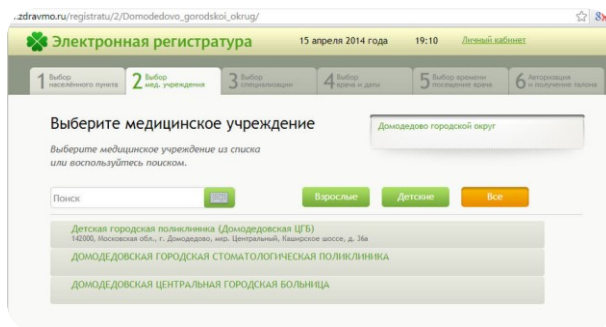 .zdravmo.ru/registratu/2/Domodedovo_gorodskoi_okrug/
Электронная регистратура 15 апреля 2014 года 19:10 Личный кабинет
1 Выбор населённого пункта
2 Выбор мед. учреждения
3 Выбор специализации
4 Выбор врача и даты
5 Выбор времени посещения врача
6 Авторизация и получение талона
Выберите медицинское учреждение
Домодедово городской округ
Выберите медицинское учреждение из списка
или воспользуйтесь поиском.
Поиск Взрослые Детские Все
Детская городская поликлиника (Домодедовская ЦГБ)
142000, Московская обл., г. Домодедово, мкр. Центральный, Каширское шоссе, д. 36а
ДОМОДЕДОВСКАЯ ГОРОДСКАЯ СТОМАТОЛОГИЧЕСКАЯ ПОЛИКЛИНИКА
ДОМОДЕДОВСКАЯ ЦЕНТРАЛЬНАЯ ГОРОДСКАЯ БОЛЬНИЦА